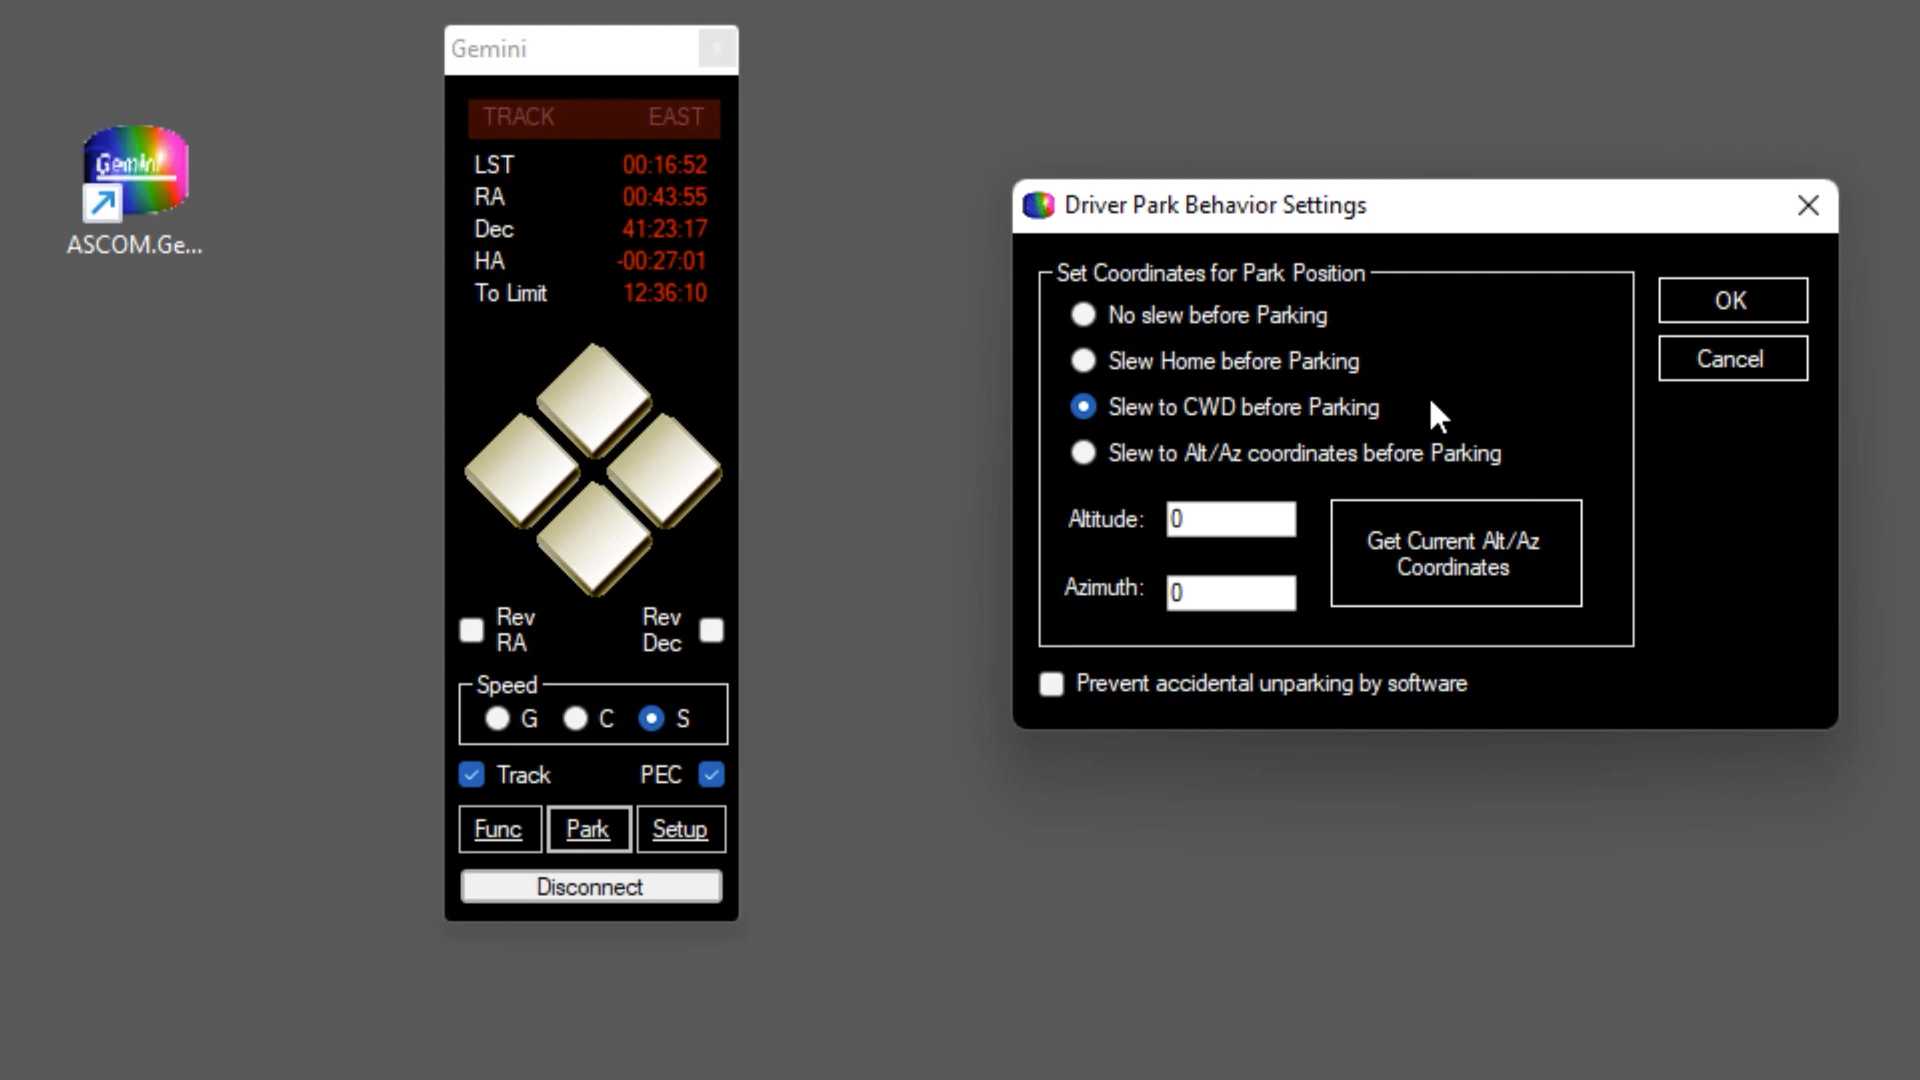 Gemini
ASCOM.Ge...
Gemini
TRACK EAST
LST 00:16:52
RA 00:43:55
Dec 41:23:17
HA -00:27:01
To Limit 12:36:10
Rev RA
Rev Dec
Speed
G C S
Track PEC
Func Park Setup
Disconnect
Driver Park Behavior Settings
Set Coordinates for Park Position
No slew before Parking
Slew Home before Parking
Slew to CWD before Parking
Slew to Alt/Az coordinates before Parking
Altitude: 0
Azimuth: 0
Get Current Alt/Az
Coordinates
Prevent accidental unparking by software
OK
Cancel